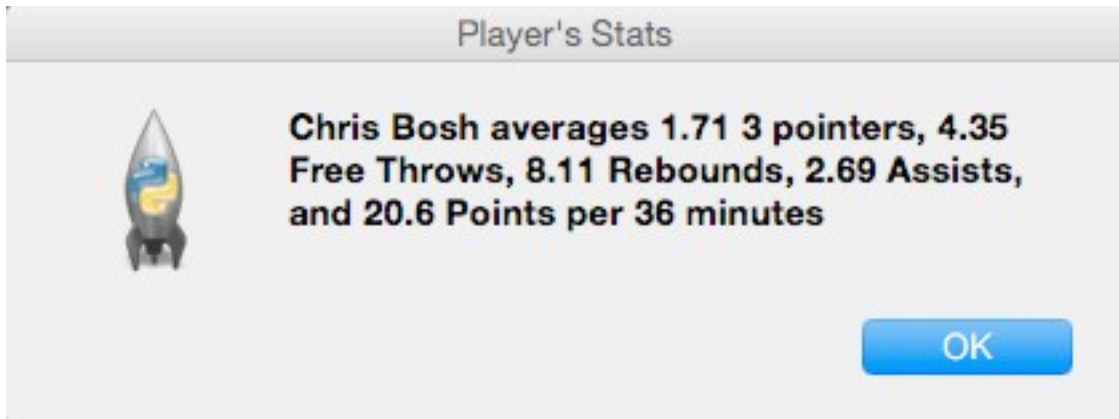 Player's Stats
Chris Bosh averages 1.71 3 pointers, 4.35
Free Throws, 8.11 Rebounds, 2.69 Assists,
and 20.6 Points per 36 minutes
OK